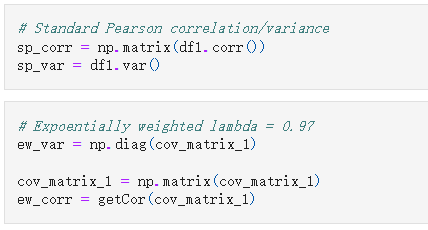 # Standard Pearson correlation/variance
sp_corr = np.matrix(df1.corr())
sp_var = df1.var()
# Expoentially weighted lambda = 0.97
ew_var = np.diag(cov_matrix_1)
cov_matrix_1 = np.matrix(cov_matrix_1)
ew_corr = getCor(cov_matrix_1)